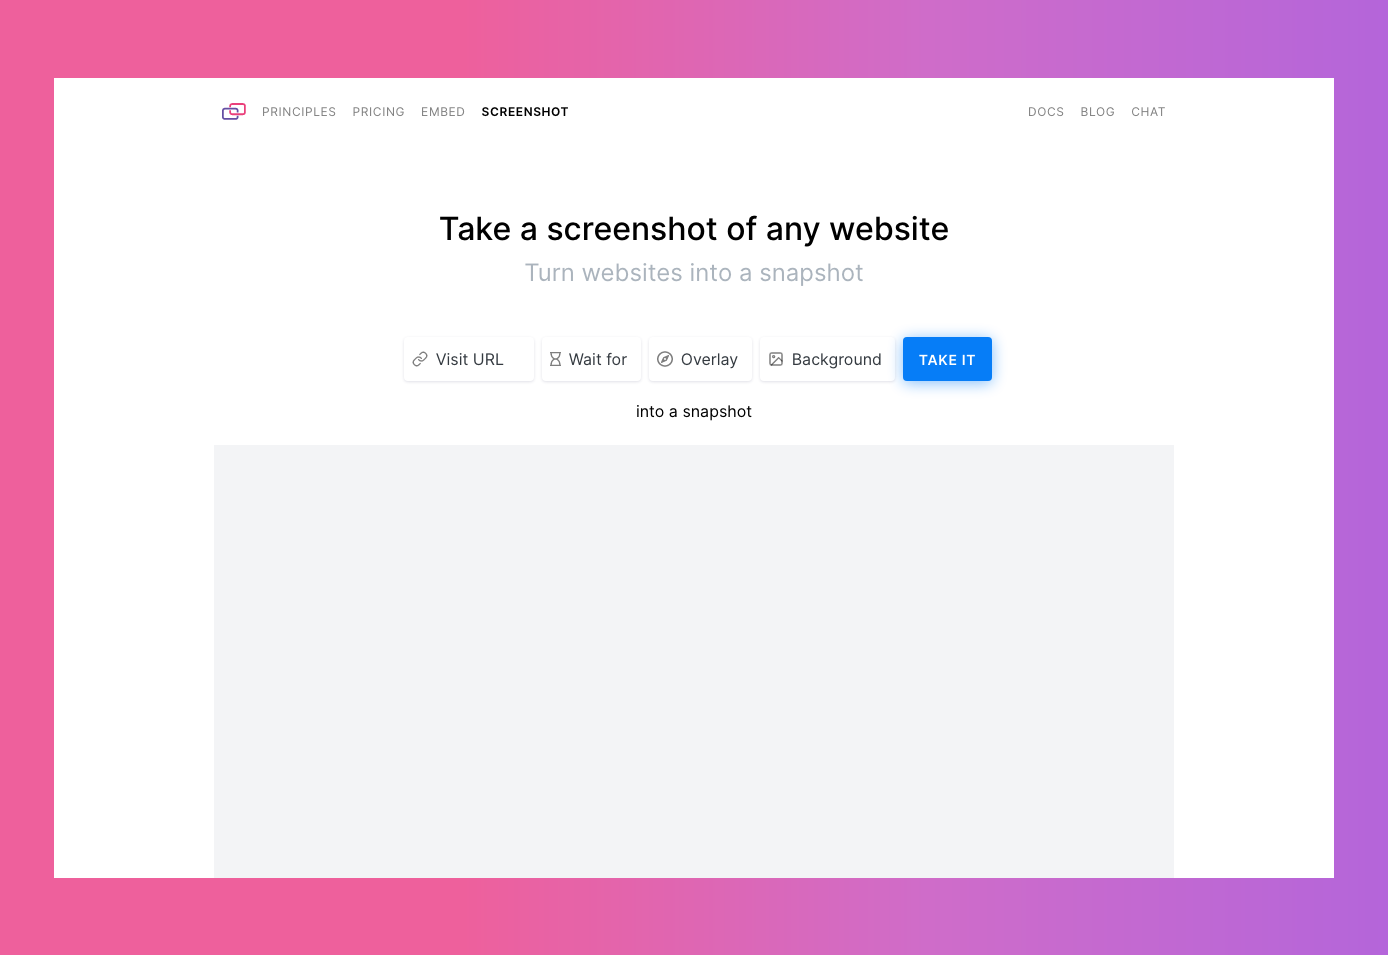 PRINCIPLES PRICING EMBED SCREENSHOT DOCS BLOG CHAT
Take a screenshot of any website
Turn websites into a snapshot
Visit URL Wait for Overlay Background TAKE IT
into a snapshot